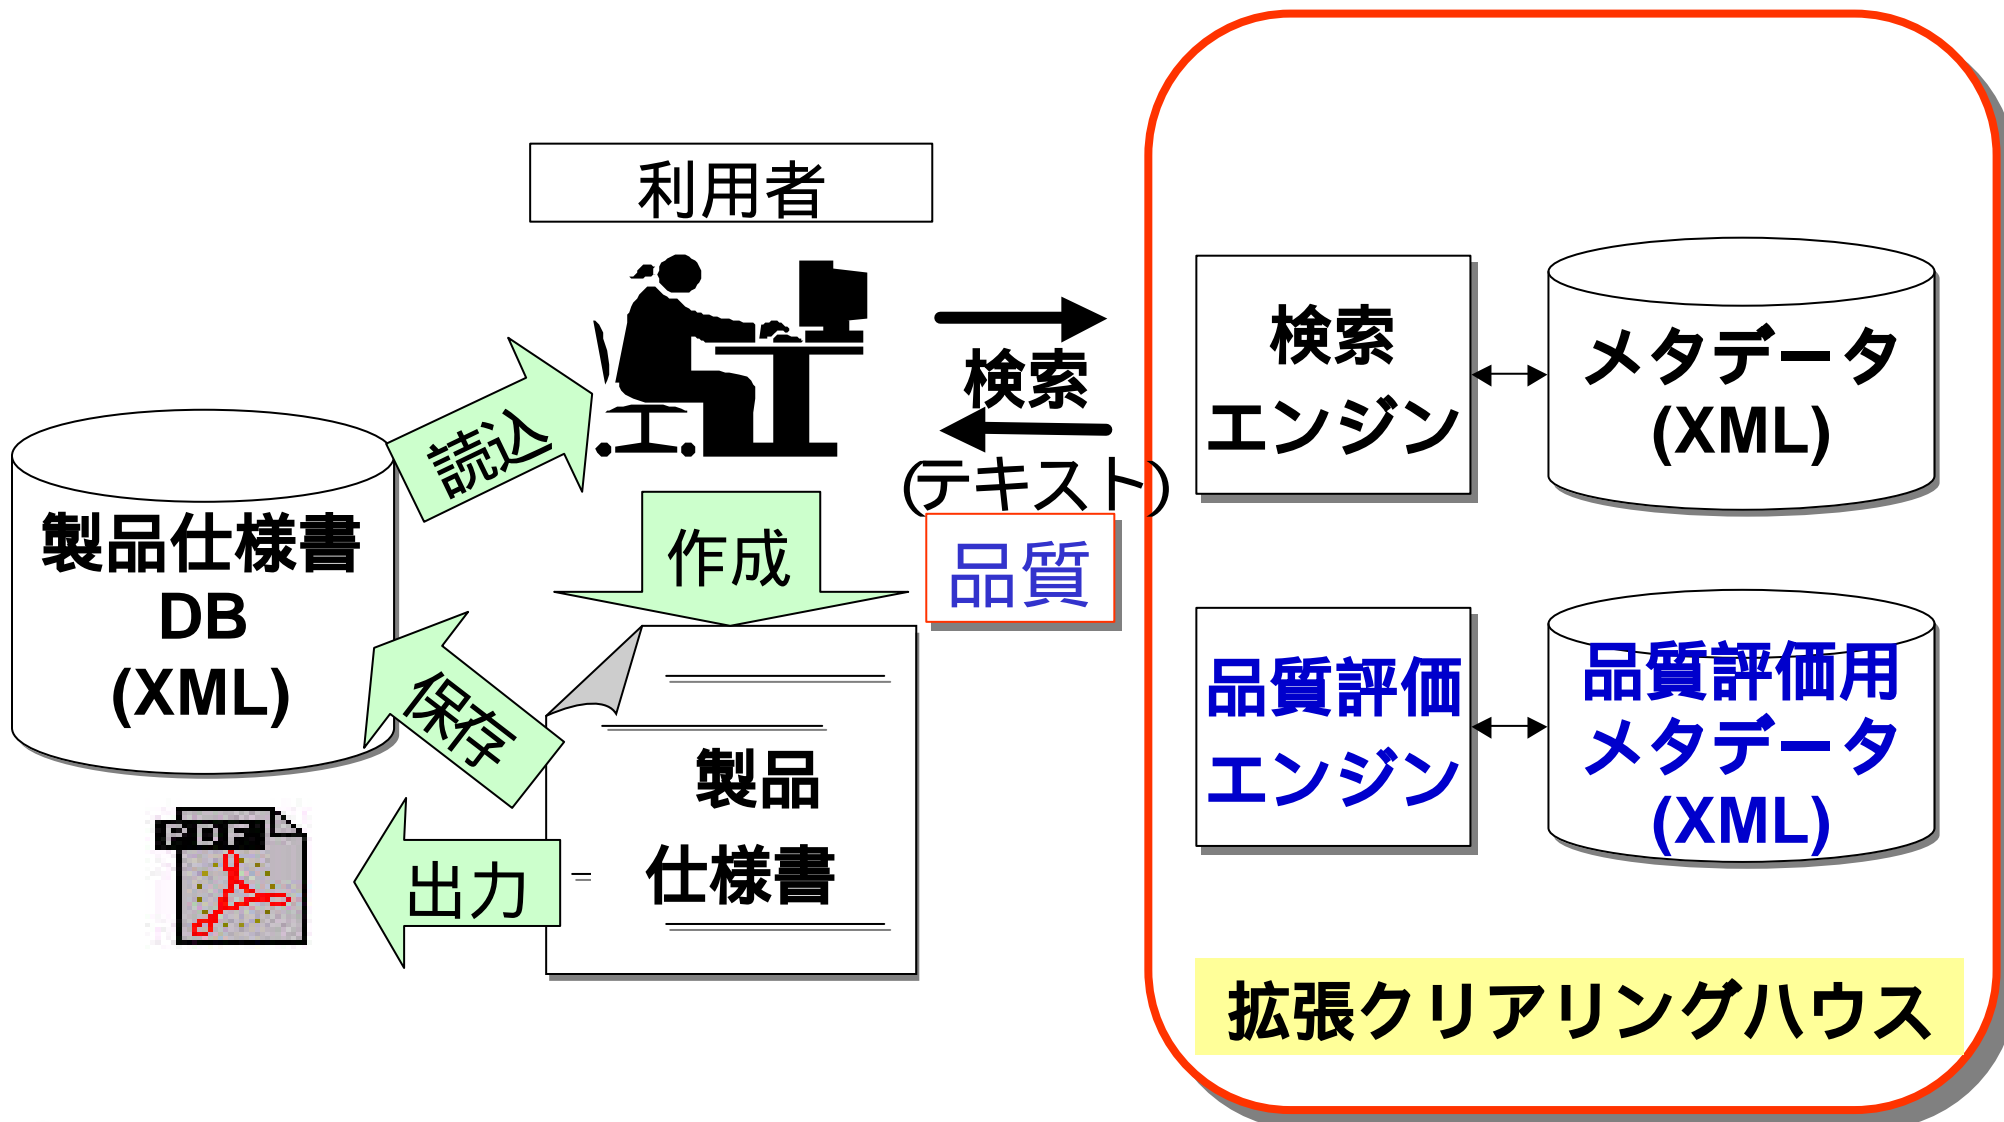 利用者
検索
(テキスト)
品質
読込
製品仕様書
DB
(XML)
作成
保存
製品
仕様書
出力
PDF
検索
エンジン
メタデータ
(XML)
品質評価
エンジン
品質評価用
メタデータ
(XML)
拡張クリアリングハウス